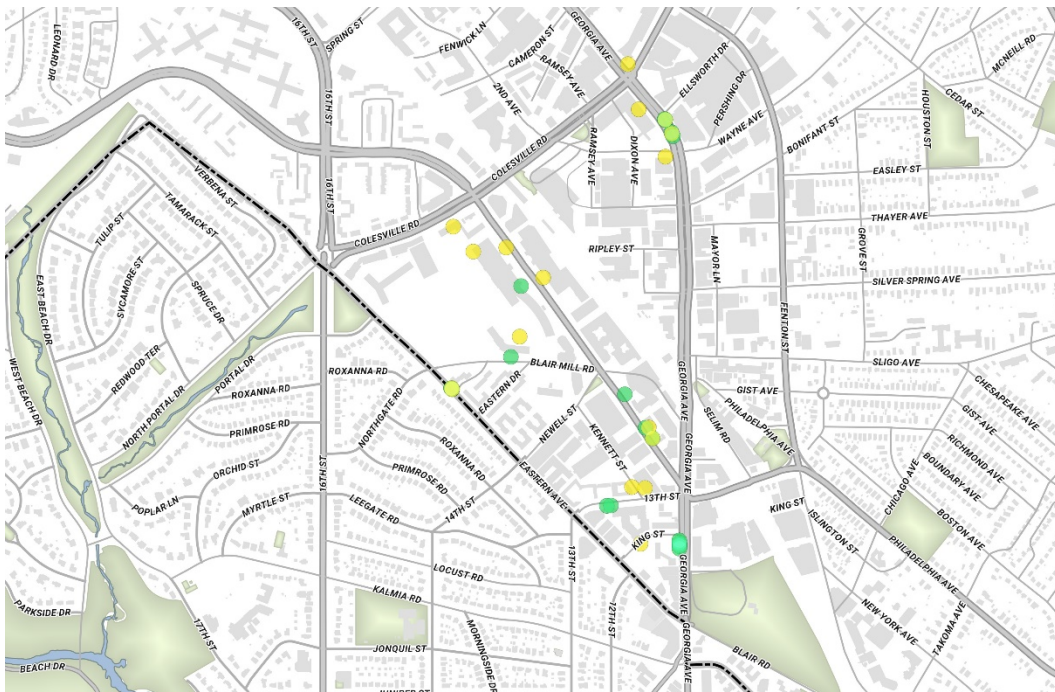 LEONARD DR
16TH ST
SPRING ST
FENWICK LN
CAMERON ST
GEORGIA AVE
RAMSEY AVE
2ND AVE
ELLSWORTH DR
PERSHING DR
WAYNE AVE
MCNEILL RD
CEDAR ST
HOUSTON ST
BONIFANT ST
16TH ST
COLESVILLE RD
RAMSEY AVE
DIXON AVE
EASLEY ST
VERBENA ST
TAMARACK ST
TULIP ST
16TH ST
COLESVILLE RD
THAYER AVE
RIPLEY ST
MAYOR LN
GROVE ST
SILVER SPRING AVE
EAST BEACH DR
SYCAMORE ST
SPRUCE DR
WEST BEACH DR
REDWOOD TER
PORTAL DR
NORTH PORTAL DR
FENTON ST
GEORGIA AVE
SLIGO AVE
ROXANNA RD
BLAIR MILL RD
EASTERN DR
ROXANNA RD
NORTHGATE RD
GIST AVE
CHESAPEAKE AVE
PHILADELPHIA AVE
SELIM RD
GIST AVE
PRIMROSE RD
NEWELL ST
KENNETT ST
ROXANNA RD
RICHMOND AVE
BOUNDARY AVE
CHICAGO AVE
ORCHID ST
16TH ST
PRIMROSE RD
EASTERN AVE
GEORGIA AVE
POPLAR LN
MYRTLE ST
LEEGATE RD
14TH ST
13TH ST
KING ST
ISLINGTON ST
BOSTON AVE
KING ST
13TH ST
PHILADELPHIA AVE
LOCUST RD
KALMIA RD
12TH ST
GEORGIA AVE
NEW YORK AVE
TAKOMA AVE
PARKSIDE DR
17TH ST
MORNINGSIDE DR
GEORGIA AVE
JONQUIL ST
BLAIR RD
BEACH DR